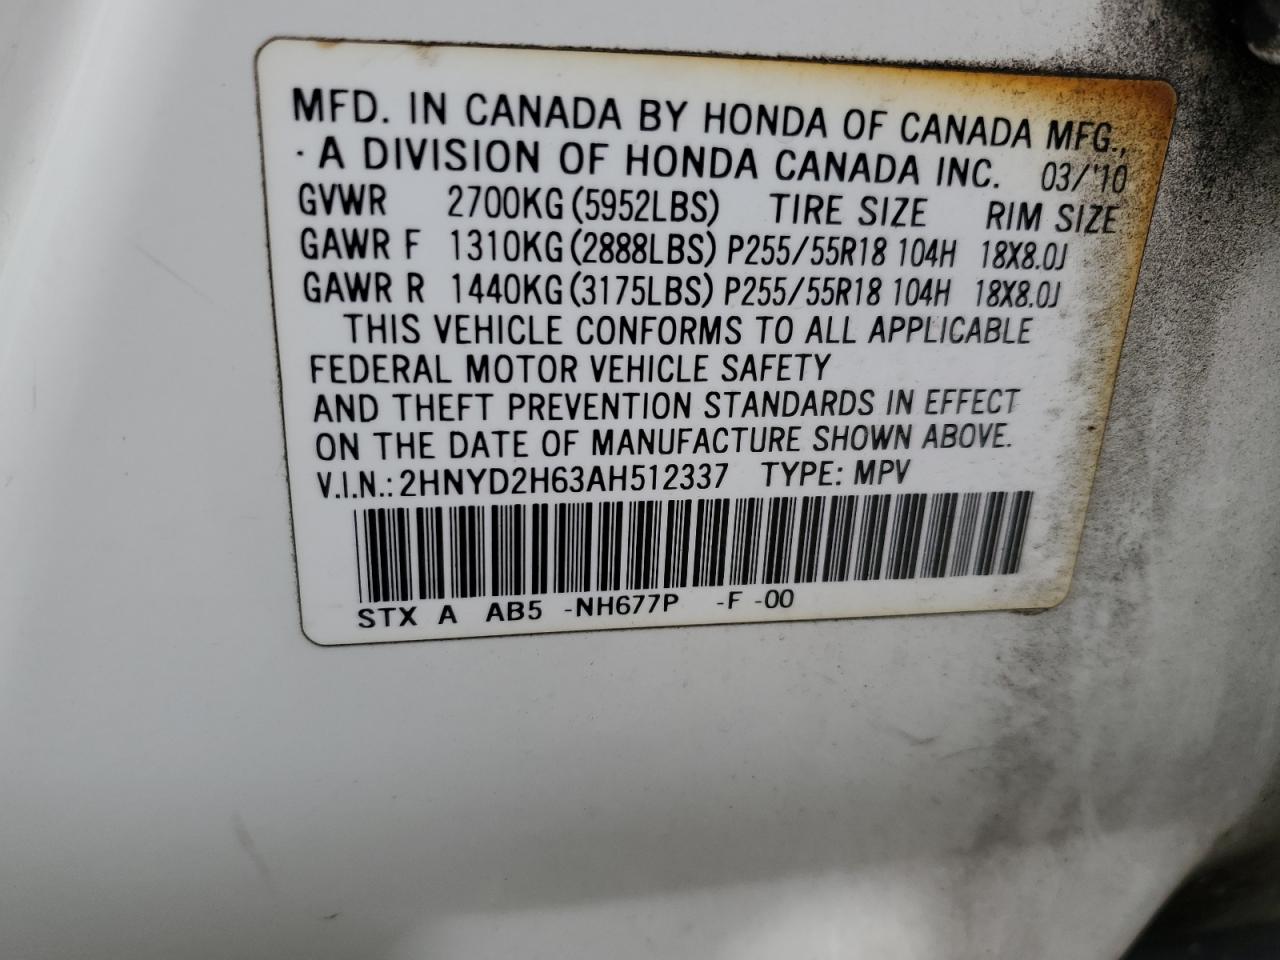 MFD. IN CANADA BY HONDA OF CANADA MFG.,
· A DIVISION OF HONDA CANADA INC. 03/'10
GVWR 2700KG (5952LBS) TIRE SIZE RIM SIZE
GAWR F 1310KG (2888LBS) P255/55R18 104H 18X8.0J
GAWR R 1440KG (3175LBS) P255/55R18 104H 18X8.0J
THIS VEHICLE CONFORMS TO ALL APPLICABLE
FEDERAL MOTOR VEHICLE SAFETY
AND THEFT PREVENTION STANDARDS IN EFFECT
ON THE DATE OF MANUFACTURE SHOWN ABOVE.
V.I.N.: 2HNYD2H63AH512337 TYPE: MPV
STX A AB5 -NH677P -F -00